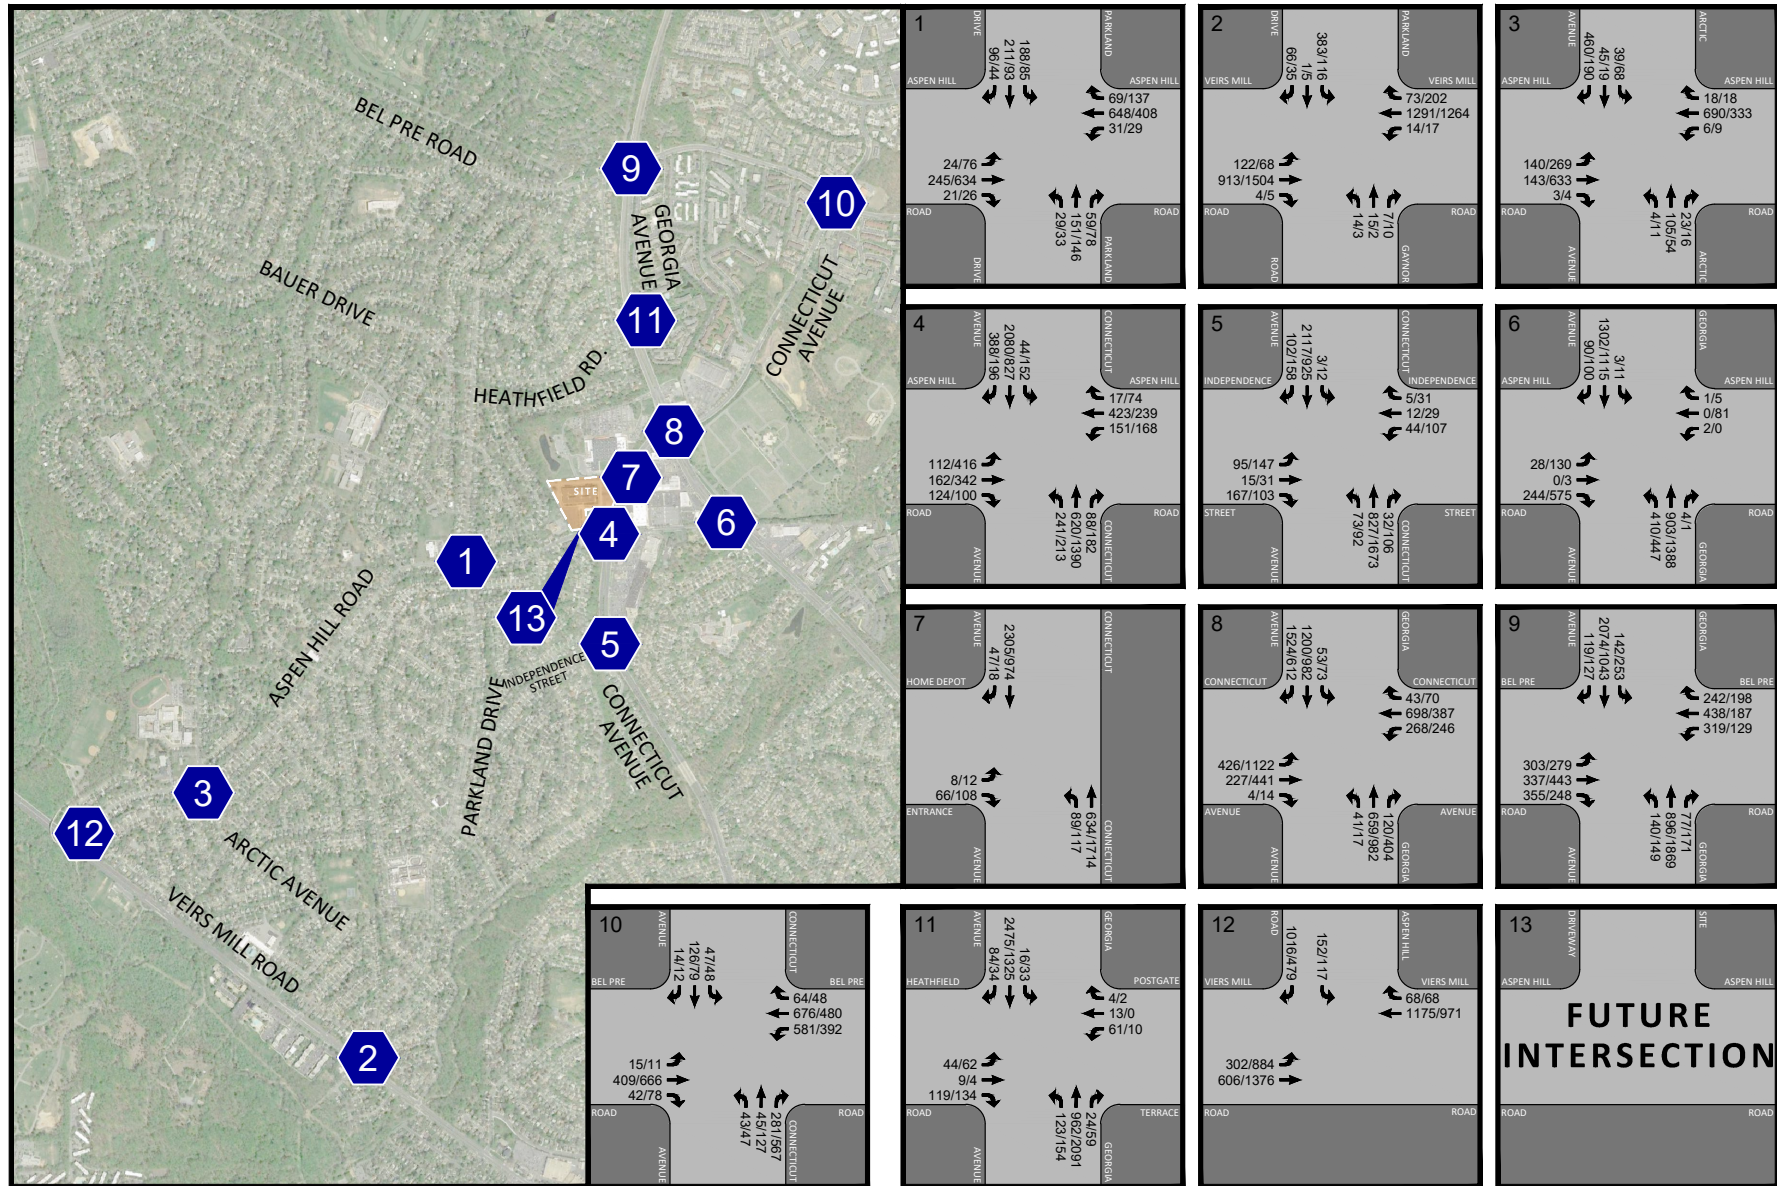 BEL PRE ROAD
BAUER DRIVE
GEORGIA
AVENUE
CONNECTICUT
AVENUE
HEATHFIELD RD.
SITE
ASPEN HILL ROAD
PARKLAND DRIVE
INDEPENDENCE
STREET
CONNECTICUT
AVENUE
ARCTIC AVENUE
VEIRS MILL ROAD
9
10
11
8
7
4
6
1
13
5
3
12
2
1
DRIVE
PARKLAND
96/44
211/93
188/85
ASPEN HILL
ASPEN HILL
69/137
648/408
31/29
24/76
245/634
21/26
29/33
151/146
59/78
ROAD
ROAD
DRIVE
PARKLAND
2
DRIVE
PARKLAND
66/35
1/5
383/116
VEIRS MILL
VEIRS MILL
73/202
1291/1264
14/17
122/68
913/1504
4/5
14/3
15/2
7/10
ROAD
ROAD
ROAD
GAYNOR
3
AVENUE
ARCTIC
460/190
45/19
39/68
ASPEN HILL
ASPEN HILL
18/18
690/333
6/9
140/269
143/633
3/4
4/11
105/54
23/16
ROAD
ROAD
AVENUE
ARCTIC
4
AVENUE
CONNECTICUT
388/196
2080/827
44/152
ASPEN HILL
ASPEN HILL
17/74
423/239
151/168
112/416
162/342
124/100
241/213
620/1390
88/182
ROAD
ROAD
AVENUE
CONNECTICUT
5
AVENUE
CONNECTICUT
102/158
2117/925
3/12
INDEPENDENCE
INDEPENDENCE
5/31
12/29
44/107
95/147
15/31
167/103
73/92
827/1673
32/106
STREET
STREET
AVENUE
CONNECTICUT
6
AVENUE
GEORGIA
90/100
1302/1115
3/11
ASPEN HILL
ASPEN HILL
1/5
0/81
2/0
28/130
0/3
244/575
410/447
903/1388
4/1
ROAD
ROAD
AVENUE
GEORGIA
7
AVENUE
CONNECTICUT
47/18
2305/974
HOME DEPOT
8/12
66/108
89/117
634/1714
ENTRANCE
AVENUE
CONNECTICUT
8
AVENUE
GEORGIA
1524/612
1200/982
53/73
CONNECTICUT
CONNECTICUT
43/70
698/387
268/246
426/1122
227/441
4/14
41/17
659/982
120/404
AVENUE
AVENUE
AVENUE
GEORGIA
9
AVENUE
GEORGIA
119/127
2074/1043
142/253
BEL PRE
BEL PRE
242/198
438/187
319/129
303/279
337/443
355/248
140/149
896/1869
77/171
ROAD
ROAD
AVENUE
GEORGIA
10
AVENUE
CONNECTICUT
14/12
126/79
47/48
BEL PRE
BEL PRE
64/48
676/480
581/392
15/11
409/666
42/78
43/47
45/127
281/567
ROAD
ROAD
AVENUE
CONNECTICUT
11
AVENUE
GEORGIA
84/34
2475/1325
16/33
HEATHFIELD
POSTGATE
4/2
13/0
61/10
44/62
9/4
119/134
123/154
962/2091
24/59
ROAD
TERRACE
AVENUE
GEORGIA
12
ROAD
ASPEN HILL
1016/479
152/117
VIERS MILL
VIERS MILL
68/68
1175/971
302/884
606/1376
ROAD
ROAD
13
DRIVEWAY
SITE
ASPEN HILL
ASPEN HILL
FUTURE
INTERSECTION
ROAD
ROAD